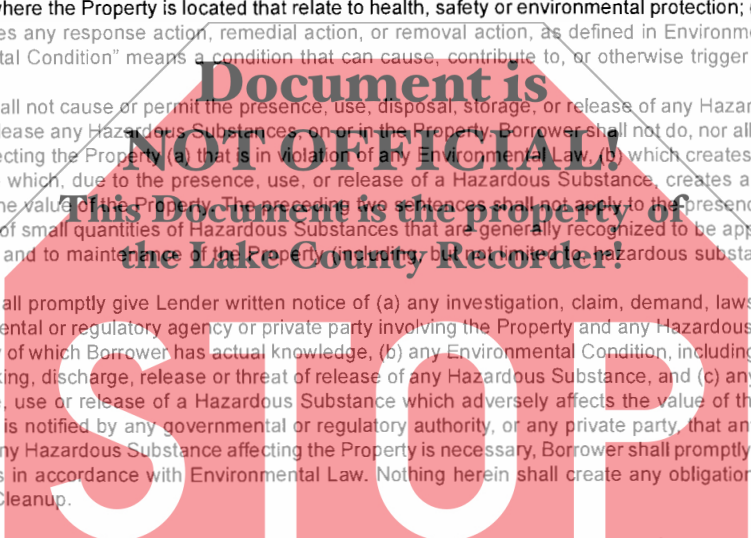 where the Property is located that relate to health, safety or environmental protection; (
es any response action, remedial action, or removal action, as defined in Environme
tal Condition" means a condition that can cause, contribute to, or otherwise trigger
Document is
all not cause or permit the presence, use, disposal, storage, or release of any Hazar
lease any Hazardous Substances, on or in the Property. Borrower shall not do, nor all
NOT OFFICIAL!
ecting the Property (a) that is in violation of any Environmental Law, (b) which creates
which, due to the presence, use, or release of a Hazardous Substance, creates a
This Document is the property of
he value of the Property. The preceding two sentences shall not apply to the presenc
of small quantities of Hazardous Substances that are generally recognized to be app
the Lake County Recorder!
and to maintenance of the Property (including, but not limited to, hazardous substa
all promptly give Lender written notice of (a) any investigation, claim, demand, laws
ental or regulatory agency or private party involving the Property and any Hazardous
of which Borrower has actual knowledge, (b) any Environmental Condition, including
king, discharge, release or threat of release of any Hazardous Substance, and (c) any
, use or release of a Hazardous Substance which adversely affects the value of th
is notified by any governmental or regulatory authority, or any private party, that an
ny Hazardous Substance affecting the Property is necessary, Borrower shall promptly
s in accordance with Environmental Law. Nothing herein shall create any obligation
Cleanup.
STOP